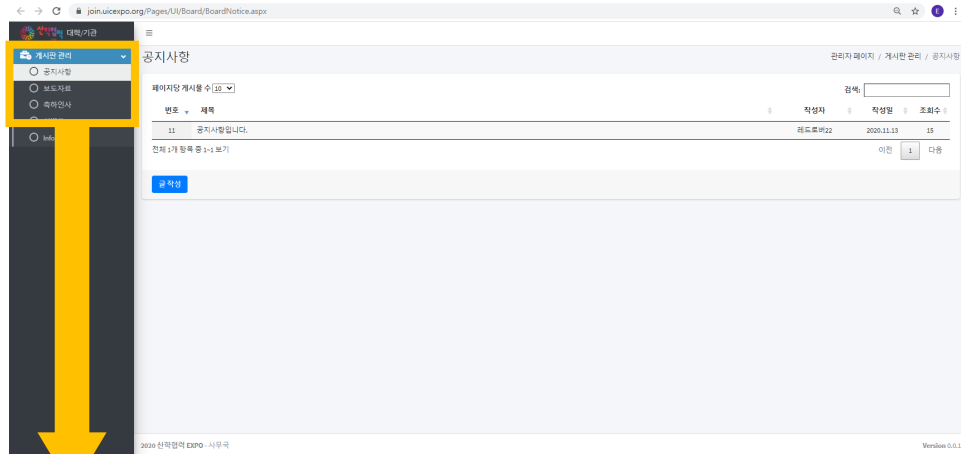 join.uicexpo.org/Pages/UI/Board/BoardNotice.aspx
E
산학협력 대학/기관
게시판 관리
공지사항
보도자료
축하인사
Info
공지사항
관리자 페이지 / 게시판 관리 / 공지사항
페이지당 게시물 수 10
검색:
번호 제목 작성자 작성일 조회수
11 공지사항입니다. 레드로버22 2020.11.13 15
전체 1개 항목 중 1~1 보기
이전 1 다음
글 작성
2020 산학협력 EXPO - 사무국
Version 0.0.1